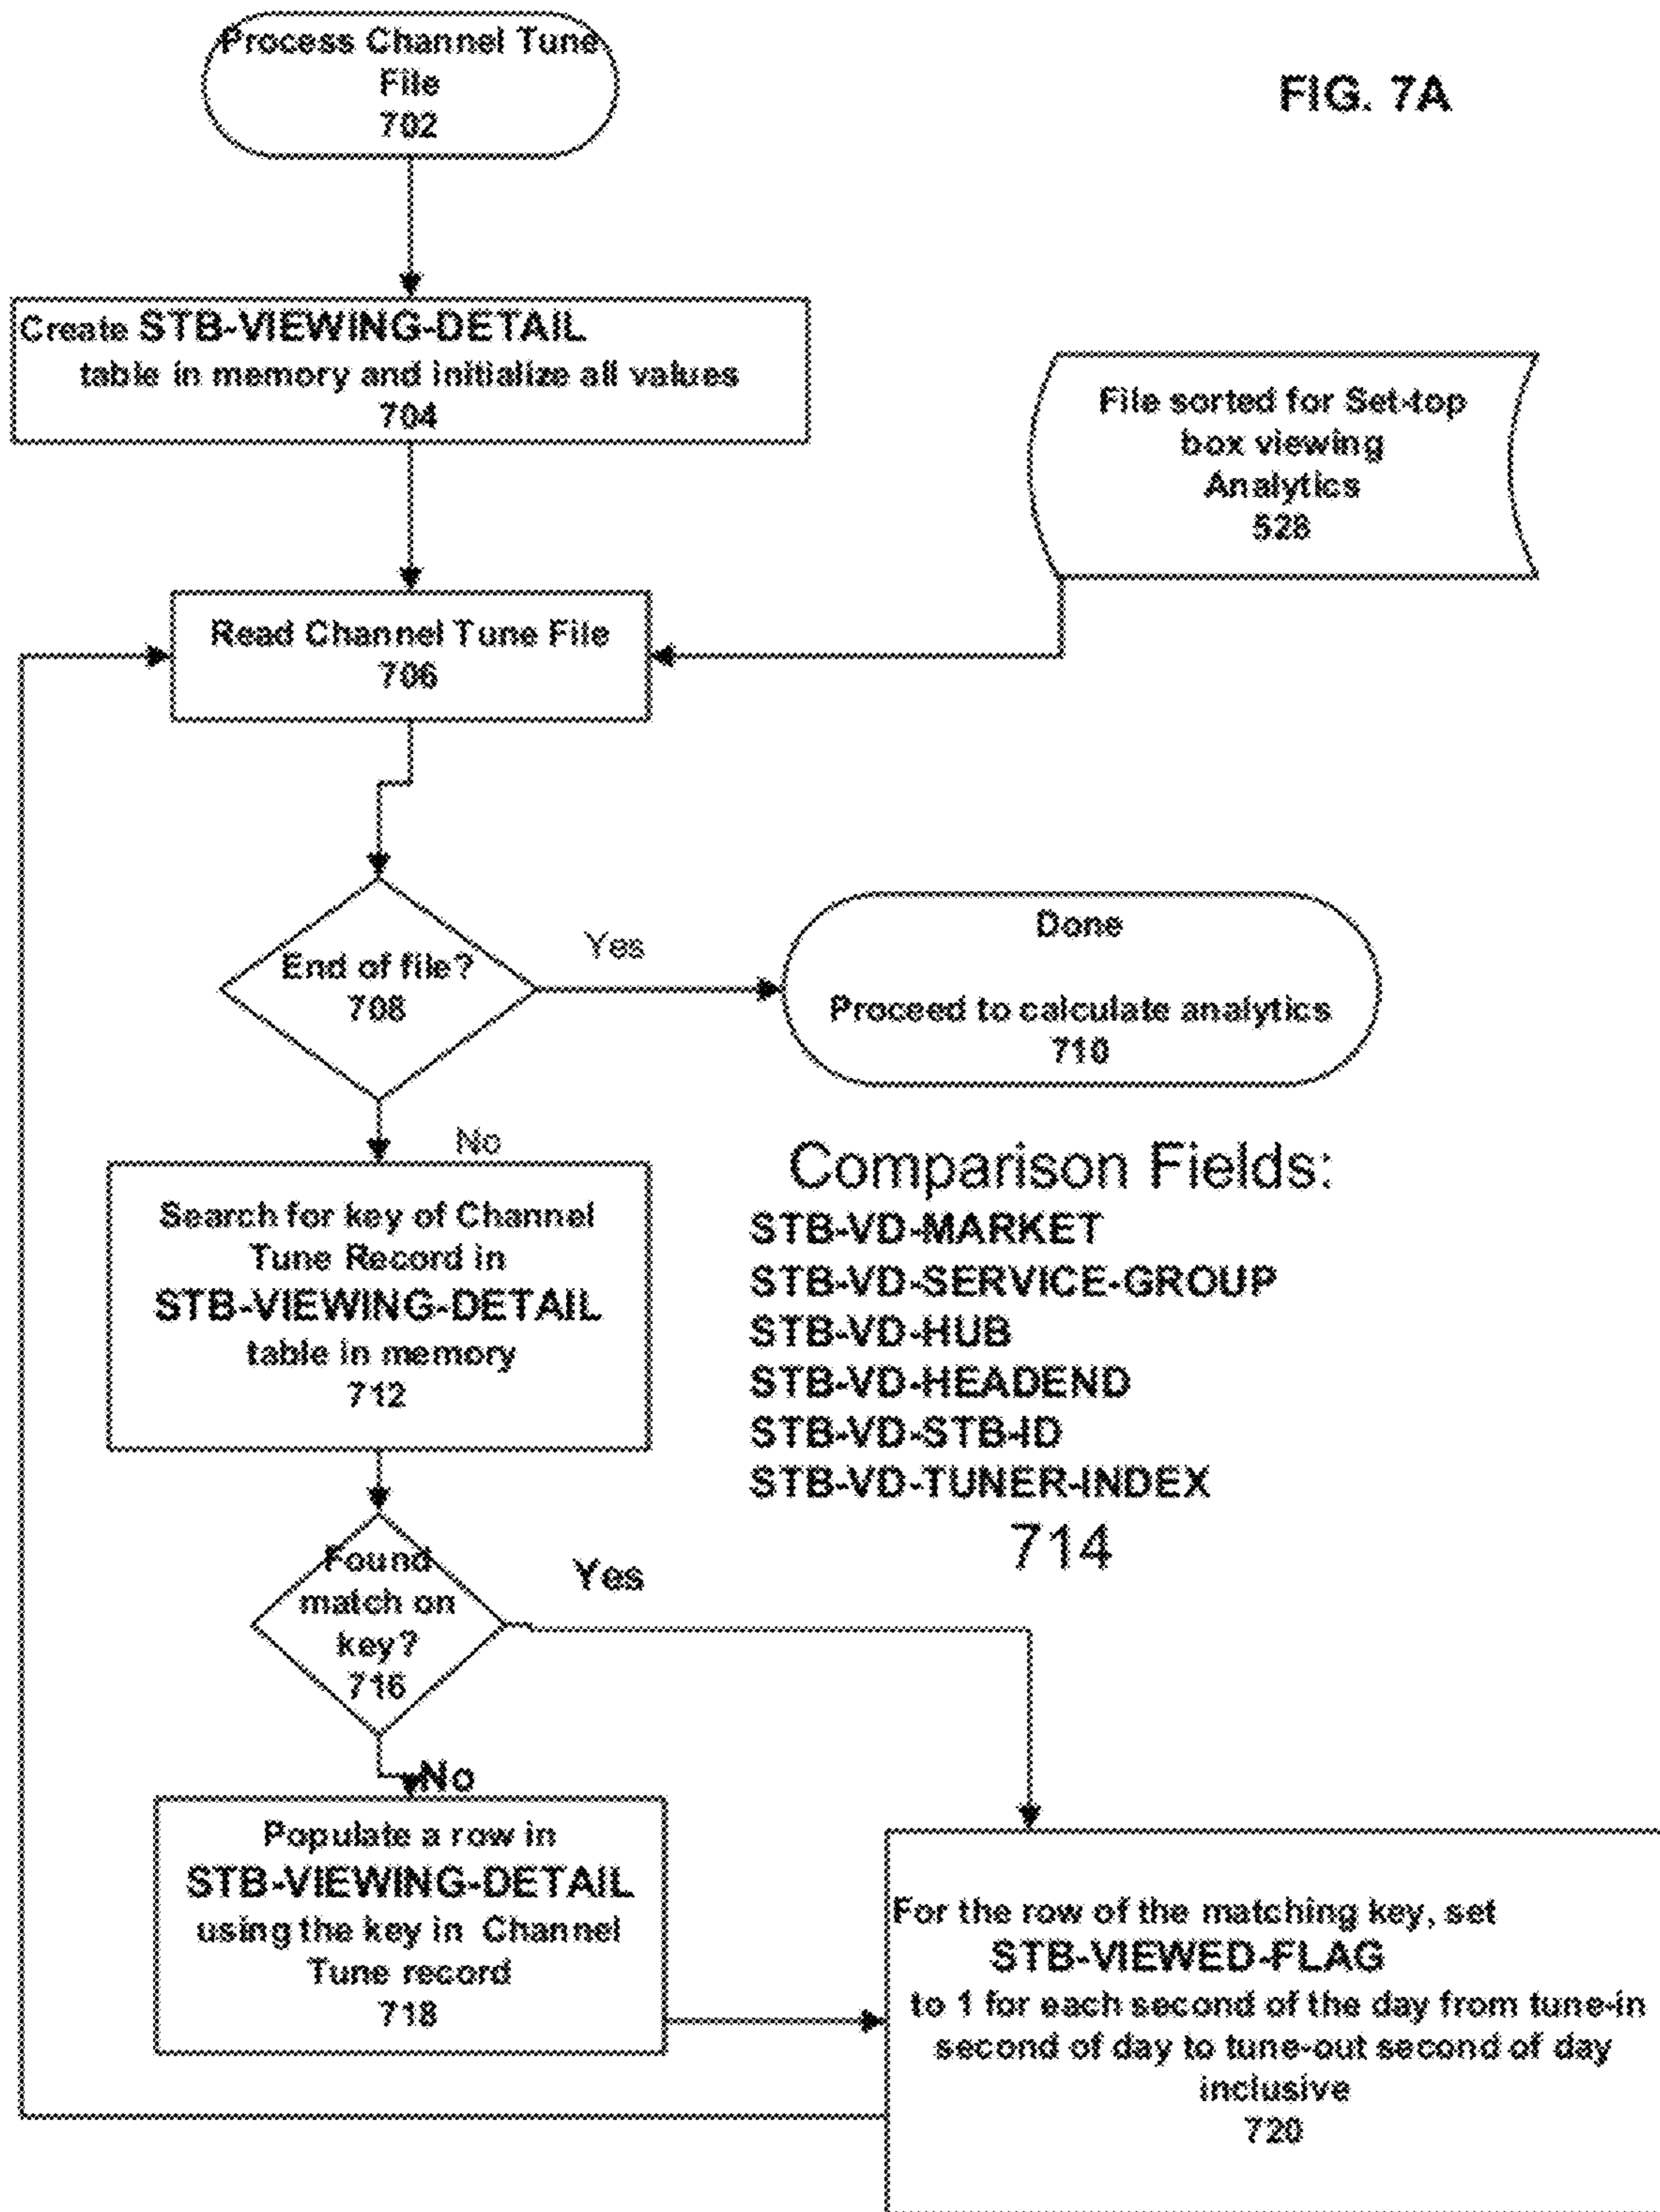 Process Channel Tune
File
702
FIG. 7A
Create STB-VIEWING-DETAIL
table in memory and initialize all values
704
File sorted for Set-top
box viewing
Analytics
528
Read Channel Tune File
706
End of file?
708
Yes
Done
Proceed to calculate analytics
710
No
Search for key of Channel
Tune Record in
STB-VIEWING-DETAIL
table in memory
712
Comparison Fields:
STB-VD-MARKET
STB-VD-SERVICE-GROUP
STB-VD-HUB
STB-VD-HEADEND
STB-VD-STB-ID
STB-VD-TUNER-INDEX
714
Found
match on
key?
716
Yes
No
Populate a row in
STB-VIEWING-DETAIL
using the key in Channel
Tune record
718
For the row of the matching key, set
STB-VIEWED-FLAG
to 1 for each second of the day from tune-in
second of day to tune-out second of day
inclusive
720